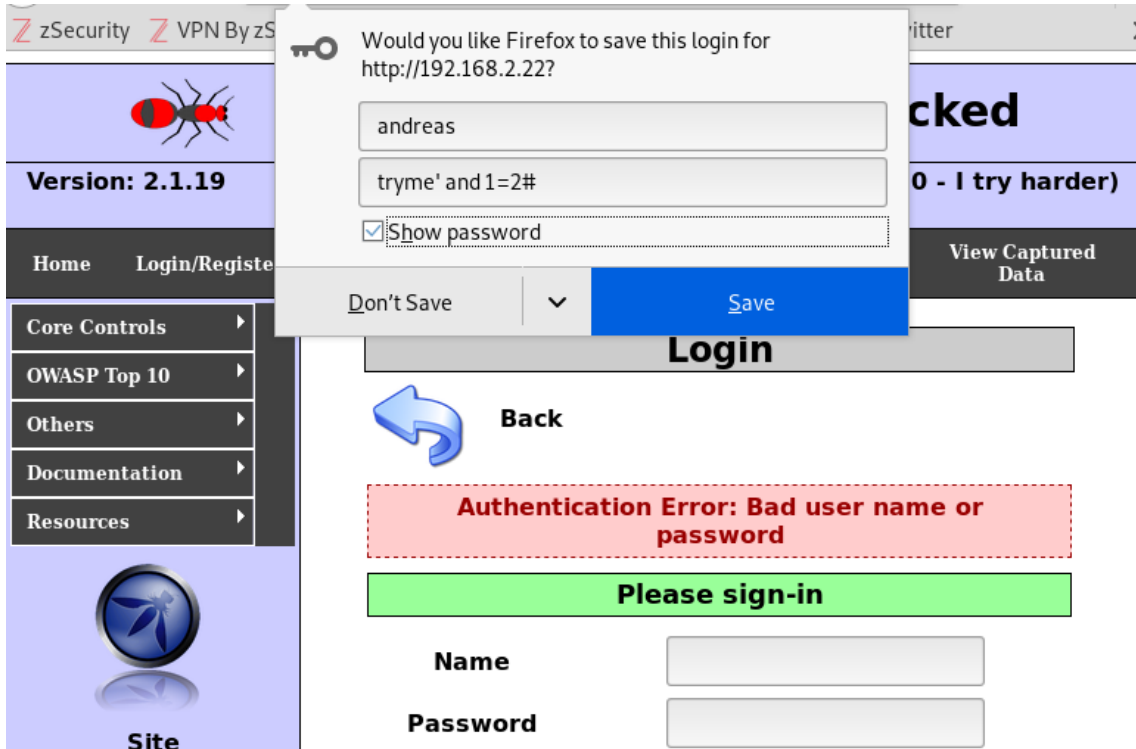 zSecurity VPN By zS
itter
Would you like Firefox to save this login for
http://192.168.2.22?
andreas
tryme' and 1=2#
Show password
Don't Save
Save
cked
Version: 2.1.19
0 - I try harder)
Home
Login/Registe
View Captured
Data
Core Controls
OWASP Top 10
Others
Documentation
Resources
Login
Back
Authentication Error: Bad user name or
password
Please sign-in
Name
Password
Site